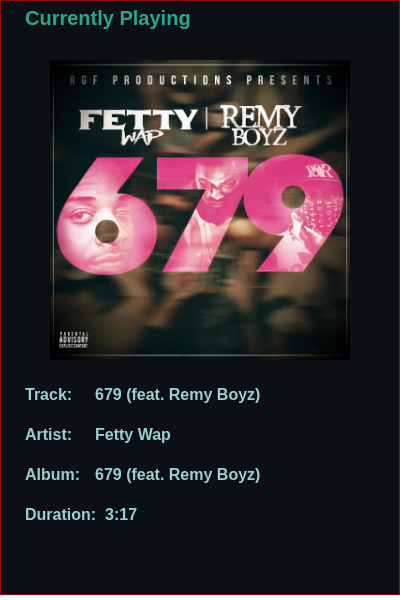 Currently Playing
RGF PRODUCTIONS PRESENTS
FETTY WAP | REMY BOYZ
679
R&R
PARENTAL
ADVISORY
EXPLICIT CONTENT
Track: 679 (feat. Remy Boyz)
Artist: Fetty Wap
Album: 679 (feat. Remy Boyz)
Duration: 3:17